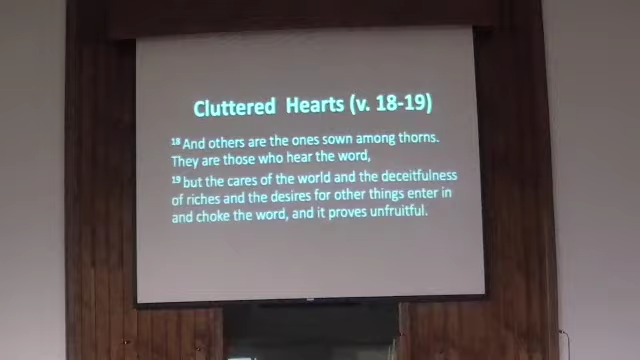 Cluttered Hearts (v. 18-19)
18 And others are the ones sown among thorns.
They are those who hear the word,
19 but the cares of the world and the deceitfulness
of riches and the desires for other things enter in
and choke the word, and it proves unfruitful.